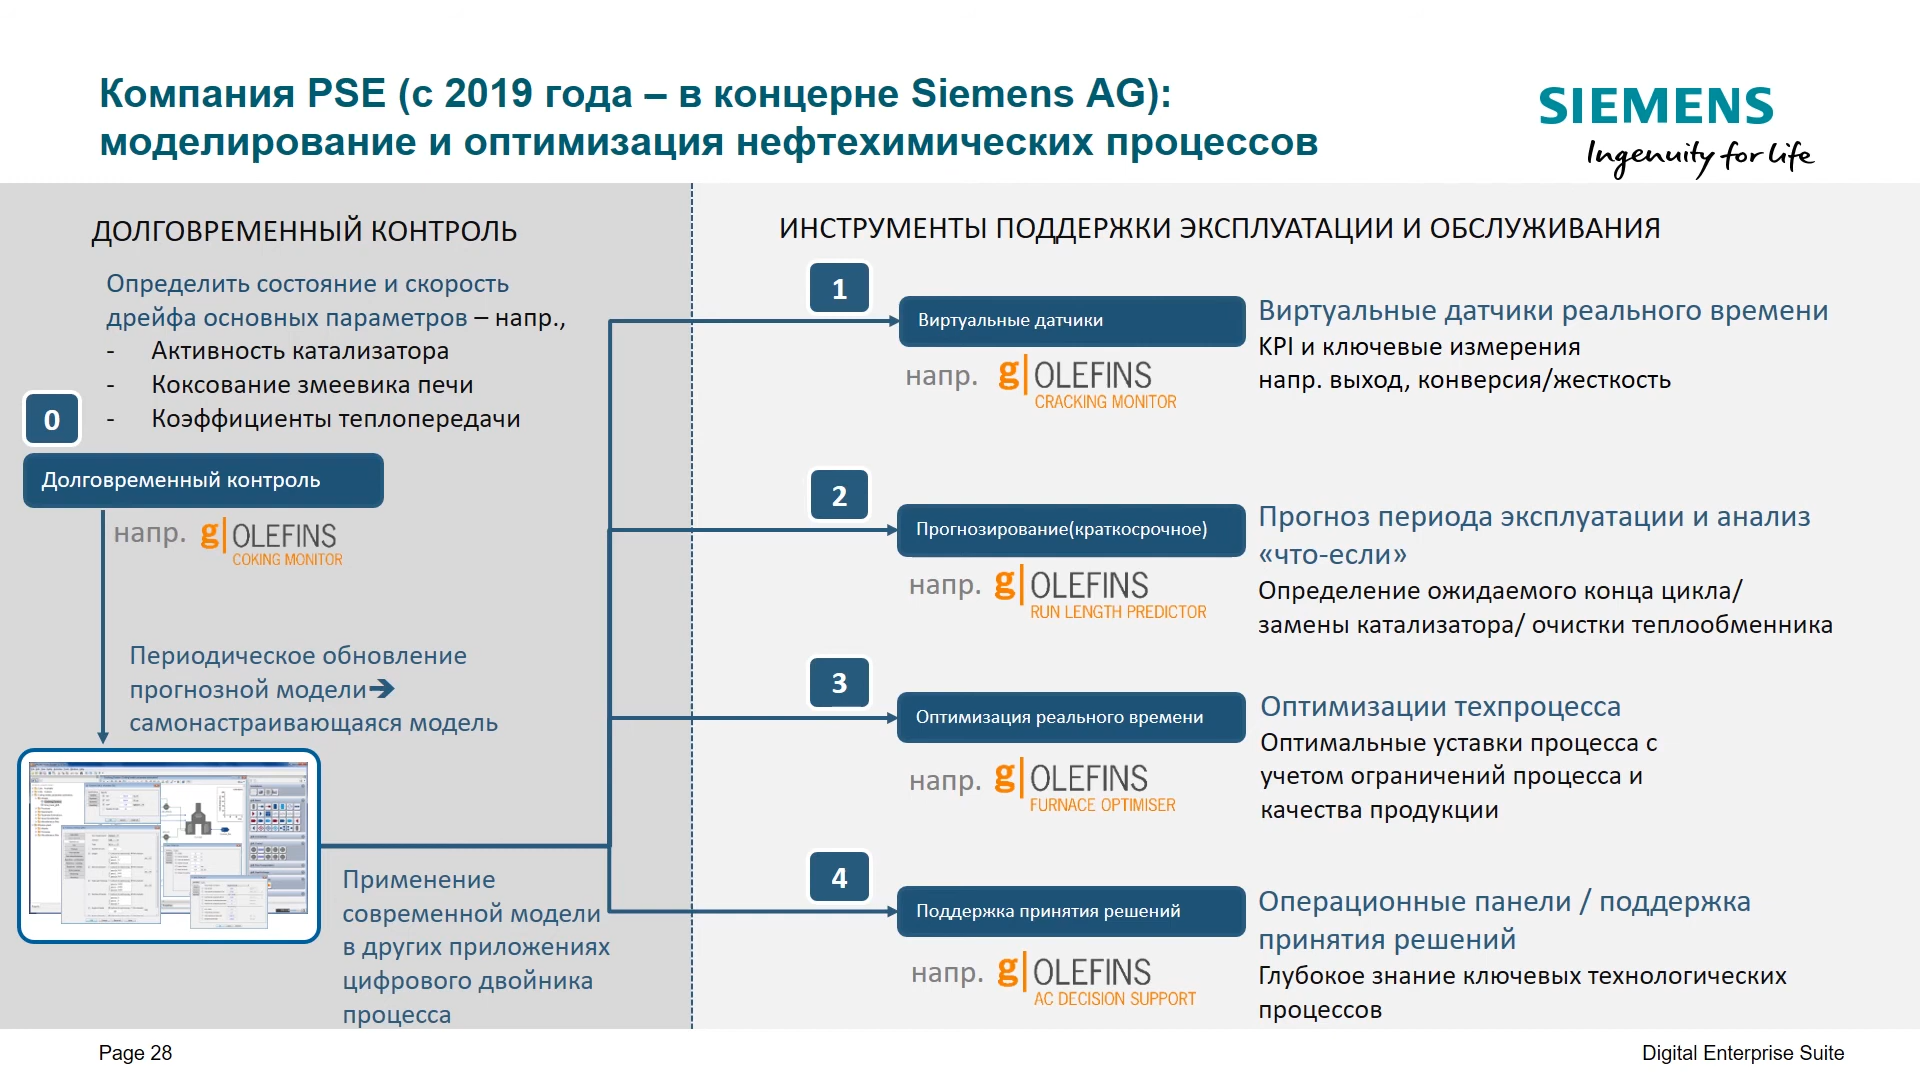 Компания PSE (с 2019 года – в концерне Siemens AG):
моделирование и оптимизация нефтехимических процессов
SIEMENS
Ingenuity for life
ДОЛГОВРЕМЕННЫЙ КОНТРОЛЬ
Определить состояние и скорость
дрейфа основных параметров – напр.,
- Активность катализатора
- Коксование змеевика печи
- Коэффициенты теплопередачи
0
Долговременный контроль
напр. g|OLEFINS
COKING MONITOR
Периодическое обновление
прогнозной модели➔
самонастраивающаяся модель
Применение
современной модели
в других приложениях
цифрового двойника
процесса
ИНСТРУМЕНТЫ ПОДДЕРЖКИ ЭКСПЛУАТАЦИИ И ОБСЛУЖИВАНИЯ
1
Виртуальные датчики
напр. g|OLEFINS
CRACKING MONITOR
Виртуальные датчики реального времени
KPI и ключевые измерения
напр. выход, конверсия/жесткость
2
Прогнозирование(краткосрочное)
напр. g|OLEFINS
RUN LENGTH PREDICTOR
Прогноз периода эксплуатации и анализ
«что-если»
Определение ожидаемого конца цикла/
замены катализатора/ очистки теплообменника
3
Оптимизация реального времени
напр. g|OLEFINS
FURNACE OPTIMISER
Оптимизации техпроцесса
Оптимальные уставки процесса с
учетом ограничений процесса и
качества продукции
4
Поддержка принятия решений
напр. g|OLEFINS
AC DECISION SUPPORT
Операционные панели / поддержка
принятия решений
Глубокое знание ключевых технологических
процессов
Page 28
Digital Enterprise Suite